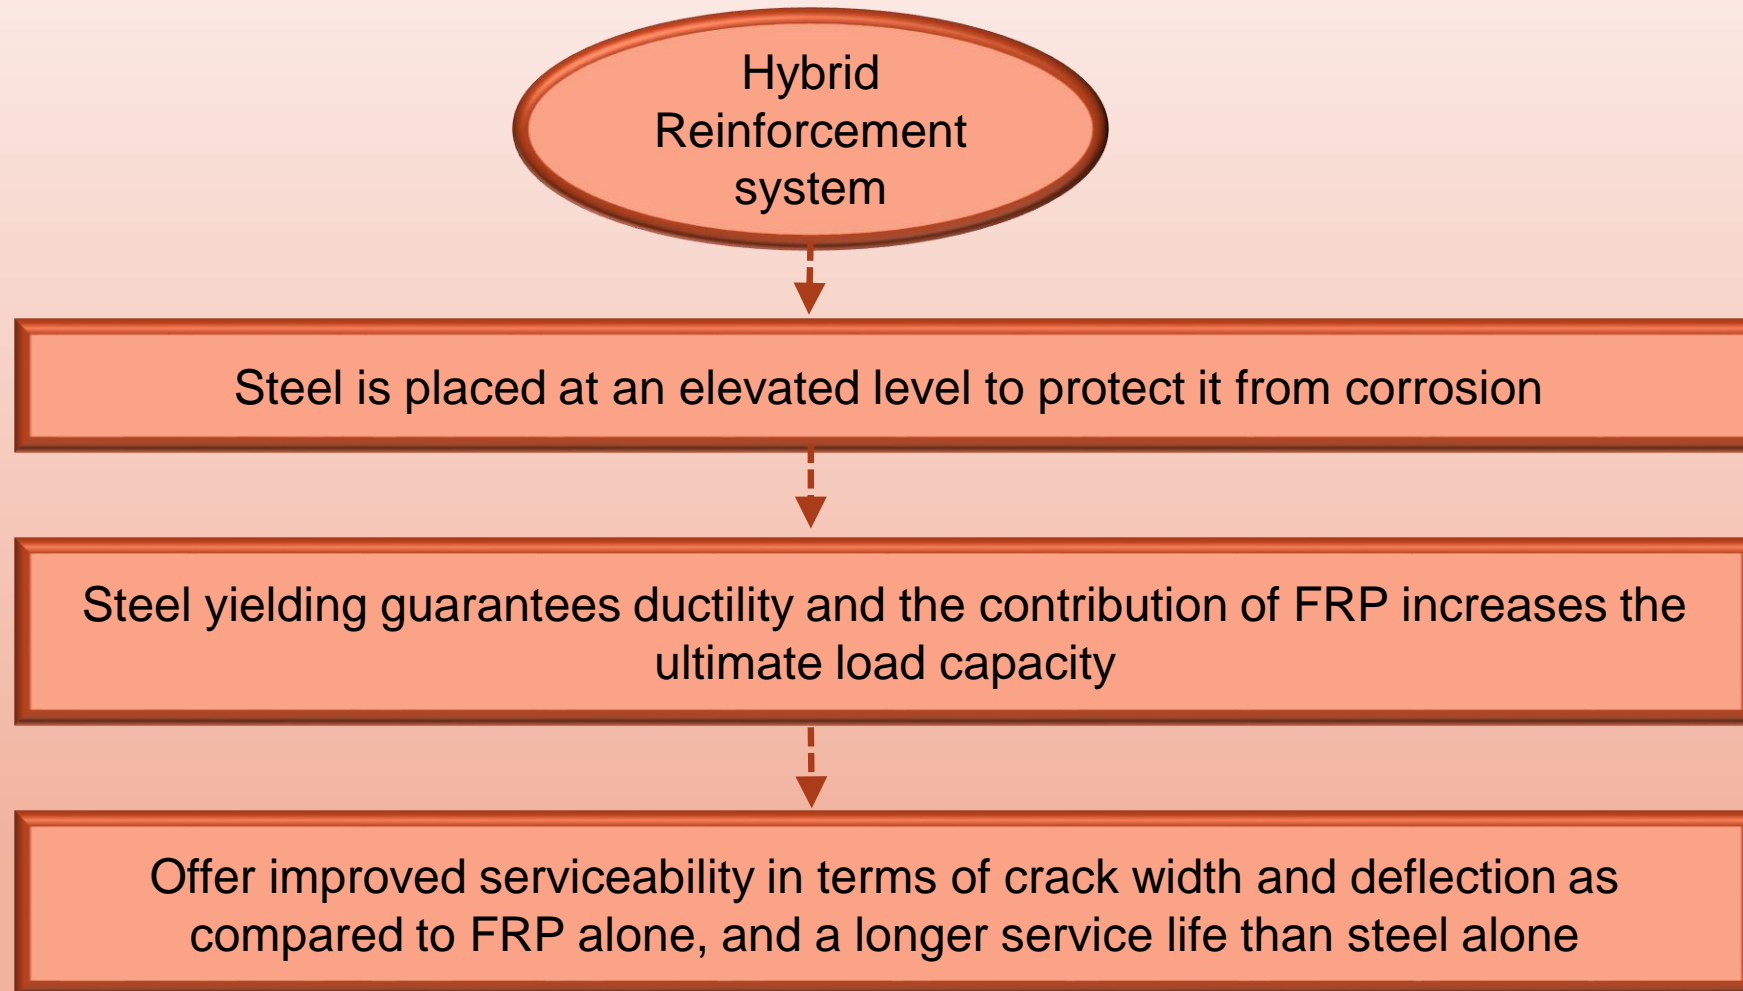 Hybrid
Reinforcement
system
Steel is placed at an elevated level to protect it from corrosion
Steel yielding guarantees ductility and the contribution of FRP increases the
ultimate load capacity
Offer improved serviceability in terms of crack width and deflection as
compared to FRP alone, and a longer service life than steel alone